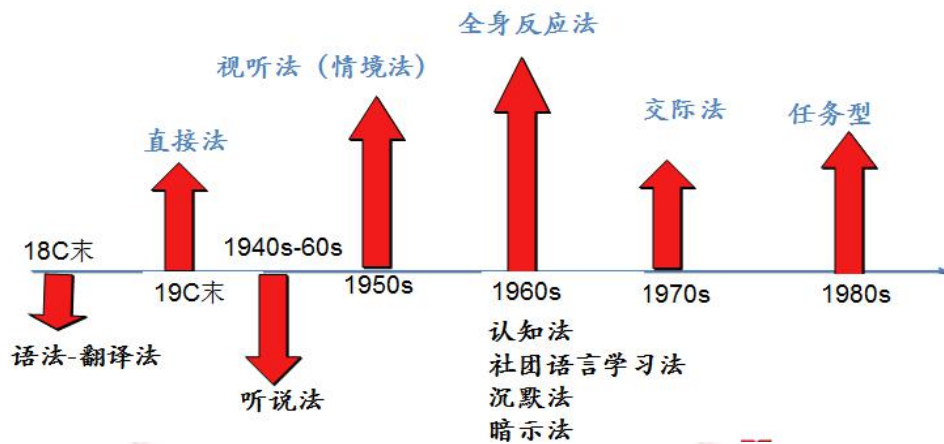 全身反应法
视听法（情境法）
交际法
任务型
直接法
18C末
1940s-60s
19C末
1950s
1960s
1970s
1980s
语法-翻译法
听说法
认知法
社团语言学习法
沉默法
暗示法